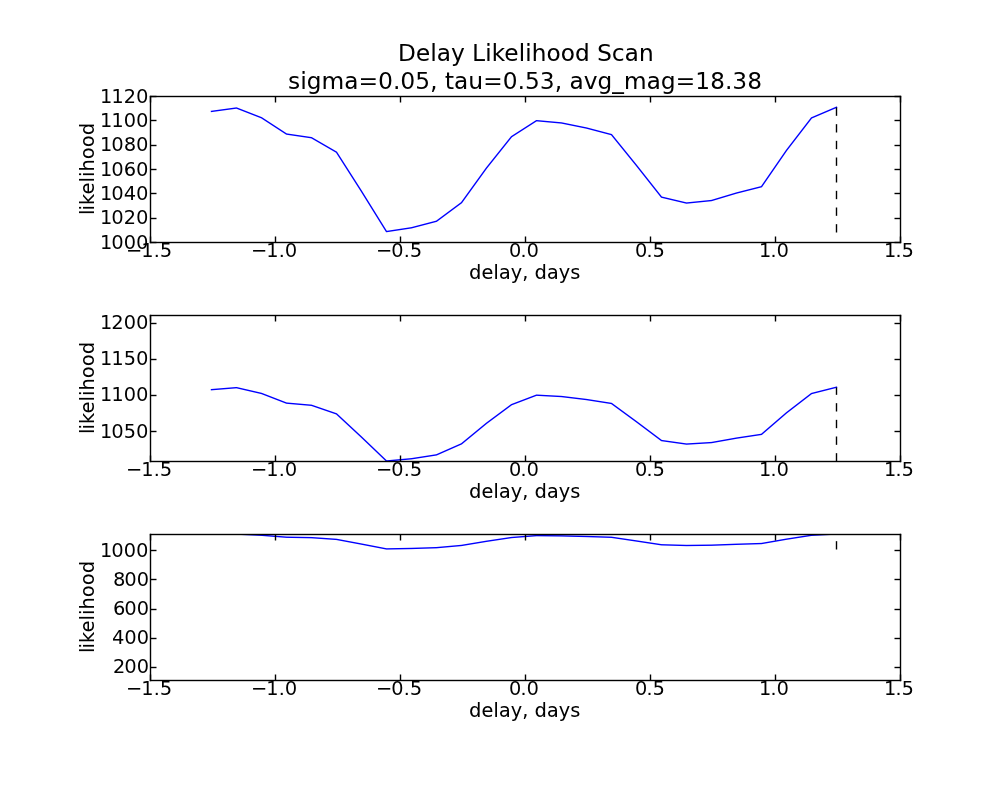 Delay Likelihood Scan
sigma=0.05, tau=0.53, avg_mag=18.38
1120
1100
1080
1060
1040
1020
1000
likelihood
−1.5 −1.0 −0.5 0.0 0.5 1.0 1.5
delay, days
1200
1150
1100
1050
likelihood
−1.5 −1.0 −0.5 0.0 0.5 1.0 1.5
delay, days
1000
800
600
400
200
likelihood
−1.5 −1.0 −0.5 0.0 0.5 1.0 1.5
delay, days